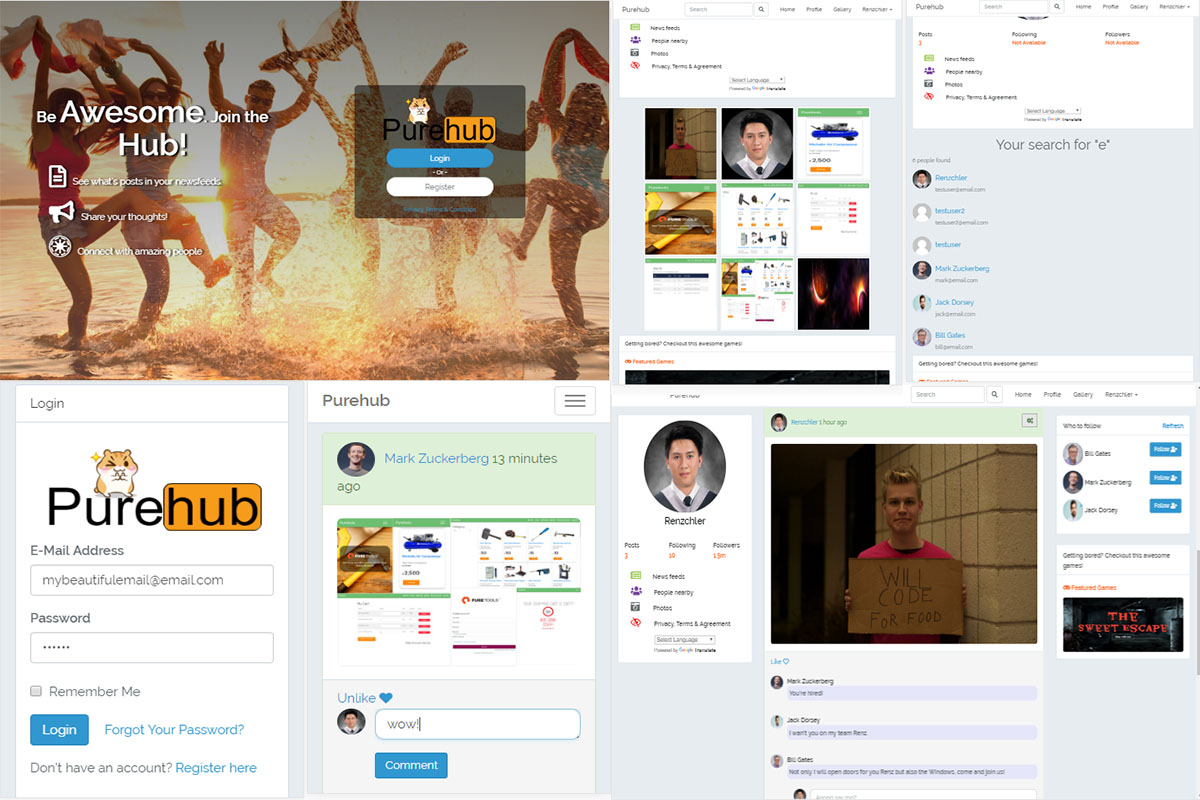 Be Awesome. Join the
Hub!
See what's posts in your newsfeeds
Share your thoughts!
Connect with amazing people
Purehub
Login
- Or -
Register
Privacy, Terms & Condition
Purehub
Search
Home
Profile
Gallery
Renzchler
News feeds
People nearby
Photos
Privacy, Terms & Agreement
Select Language
Powered by Google Translate
2,500
PURETOOLS
Getting bored? Checkout this awesome games!
Featured Games
Purehub
Search
Home
Profile
Gallery
Renzchler
Posts
Following
Followers
3
Not Available
Not Available
News feeds
People nearby
Photos
Privacy, Terms & Agreement
Select Language
Powered by Google Translate
Your search for "e"
6 people found
Renzchler
testuser@email.com
testuser2
testuser2@email.com
testuser
Mark Zuckerberg
mark@email.com
Jack Dorsey
jack@email.com
Bill Gates
bill@email.com
Getting bored? Checkout this awesome games!
Featured Games
Login
Purehub
E-Mail Address
mybeautifulemail@email.com
Password
Remember Me
Login
Forgot Your Password?
Don't have an account? Register here
Purehub
Mark Zuckerberg 13 minutes
ago
2,500
PURETOOLS
Unlike
wow!
Comment
Purehub
Search
Home
Profile
Gallery
Renzchler
Renzchler
Posts
Following
Followers
3
10
1.5m
News feeds
People nearby
Photos
Privacy, Terms & Agreement
Select Language
Powered by Google Translate
Renzchler 1 hour ago
WILL
CODE
FOR FOOD
Like
Mark Zuckerberg
You're hired!
Jack Dorsey
I want you on my team Renz.
Bill Gates
Not only I will open doors for you Renz but also the Windows, come and join us!
Who to follow
Refresh
Bill Gates
Follow
Mark Zuckerberg
Follow
Jack Dorsey
Follow
Getting bored? Checkout this awesome
games!
Featured Games
THE
SWEET ESCAPE